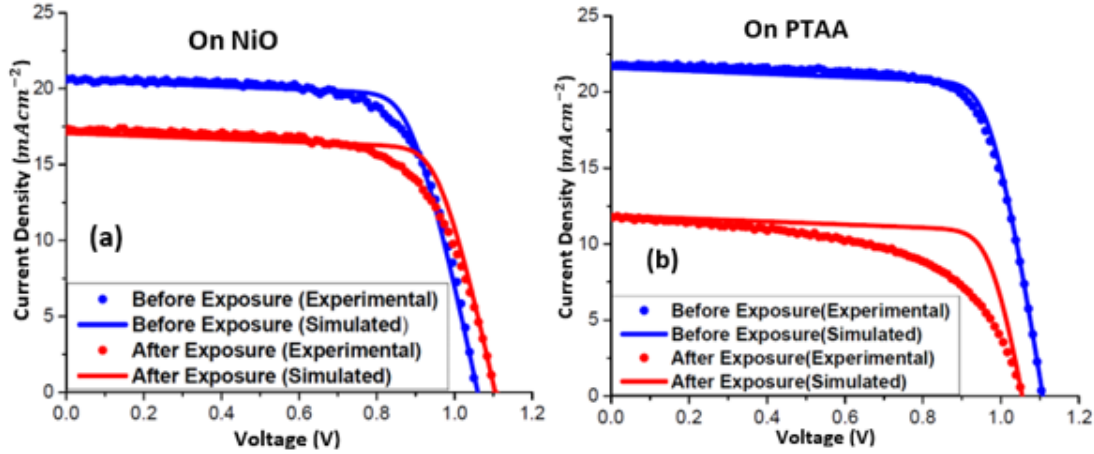 On NiO
25
20
15
10
5
0
Current Density (mAcm⁻²)
(a)
Before Exposure (Experimental)
Before Exposure (Simulated)
After Exposure (Experimental)
After Exposure (Simulated)
0.0 0.2 0.4 0.6 0.8 1.0 1.2
Voltage (V)
On PTAA
25
20
15
10
5
0
Current Density (mAcm⁻²)
(b)
Before Exposure(Experimental)
Before Exposure(Simulated)
After Exposure(Experimental)
After Exposure(Simulated)
0.0 0.2 0.4 0.6 0.8 1.0 1.2
Voltage (V)